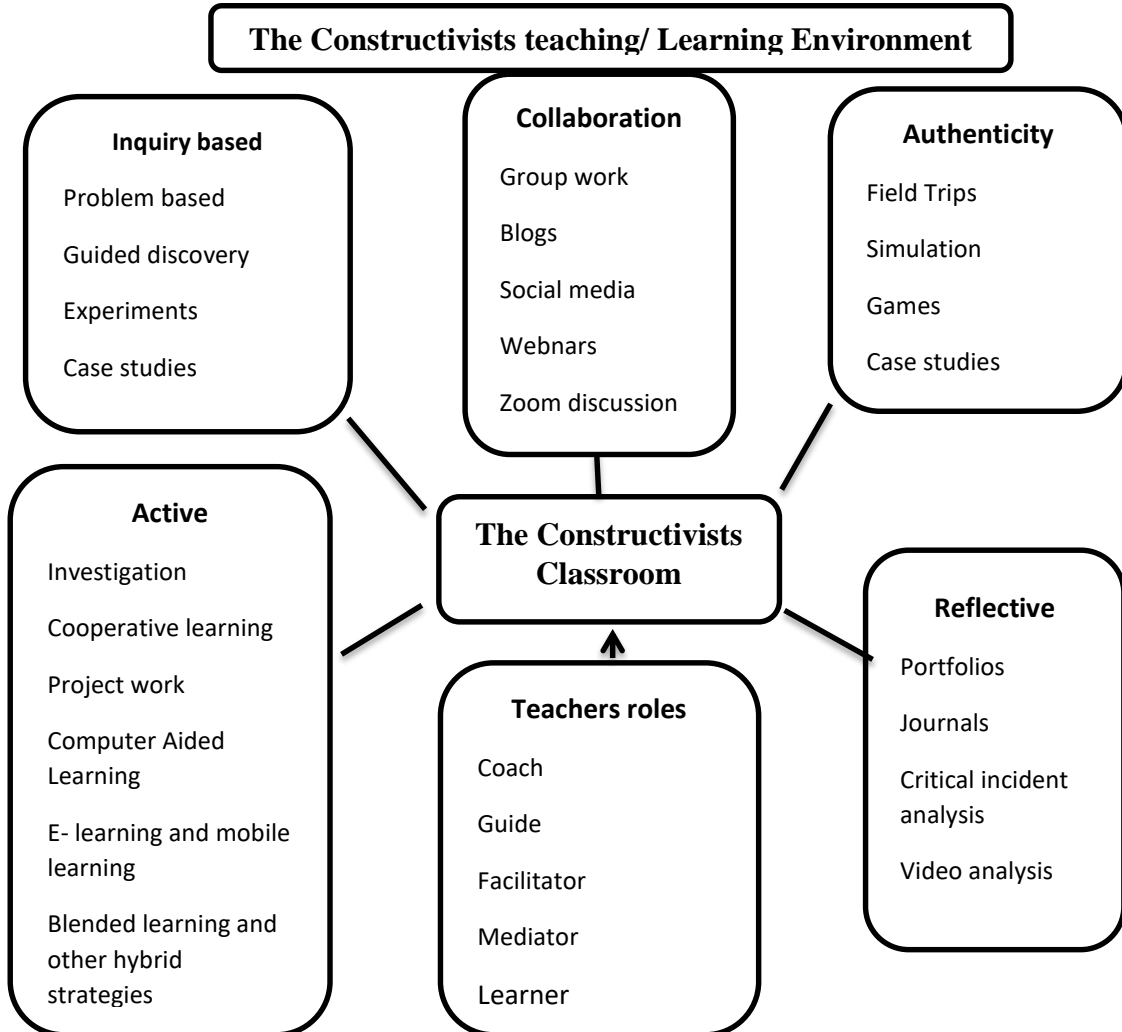 The Constructivists teaching/ Learning Environment
Inquiry based
Problem based
Guided discovery
Experiments
Case studies
Collaboration
Group work
Blogs
Social media
Webnars
Zoom discussion
Authenticity
Field Trips
Simulation
Games
Case studies
Active
Investigation
Cooperative learning
Project work
Computer Aided
Learning
E- learning and mobile
learning
Blended learning and
other hybrid
strategies
The Constructivists
Classroom
Teachers roles
Coach
Guide
Facilitator
Mediator
Learner
Reflective
Portfolios
Journals
Critical incident
analysis
Video analysis